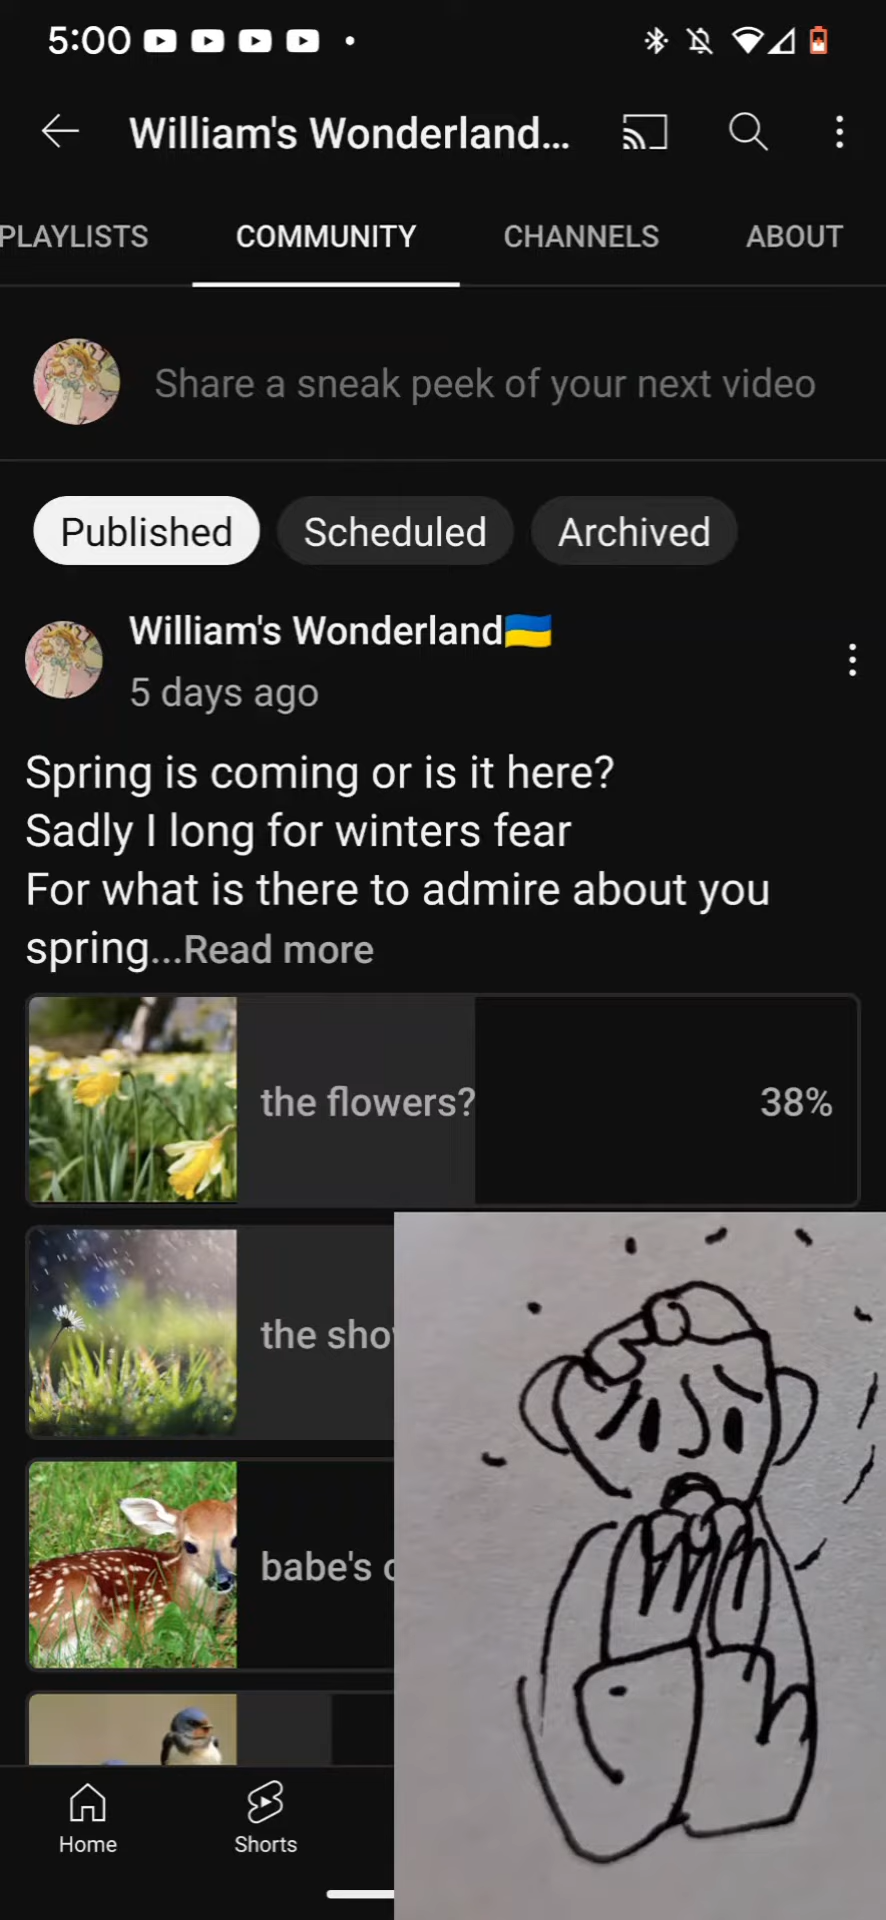 5:00
William's Wonderland...
PLAYLISTS COMMUNITY CHANNELS ABOUT
Share a sneak peek of your next video
Published Scheduled Archived
William's Wonderland🇺🇦
5 days ago
Spring is coming or is it here?
Sadly I long for winters fear
For what is there to admire about you
spring...Read more
the flowers? 38%
the
babe's
Home Shorts